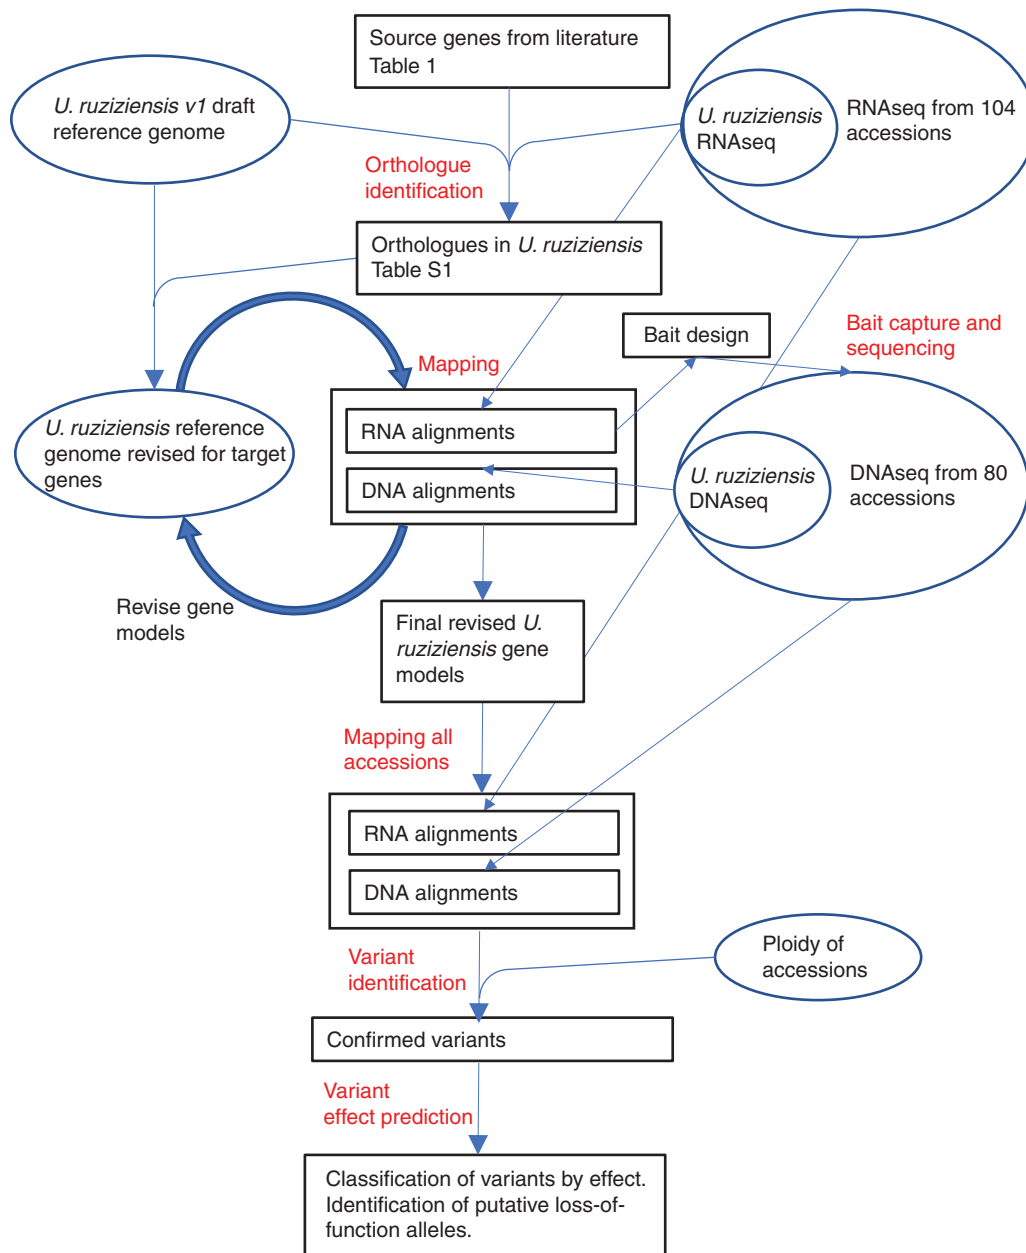 Source genes from literature
Table 1
U. ruziziensis v1 draft
reference genome
U. ruziziensis
RNAseq
RNAseq from 104
accessions
Orthologue
identification
Orthologues in U. ruziziensis
Table S1
Bait design
Bait capture and
sequencing
Mapping
RNA alignments
DNA alignments
U. ruziziensis reference
genome revised for target
genes
U. ruziziensis
DNAseq
DNAseq from 80
accessions
Revise gene
models
Final revised U.
ruziziensis gene
models
Mapping all
accessions
RNA alignments
DNA alignments
Variant
identification
Ploidy of
accessions
Confirmed variants
Variant
effect prediction
Classification of variants by effect.
Identification of putative loss-of-
function alleles.